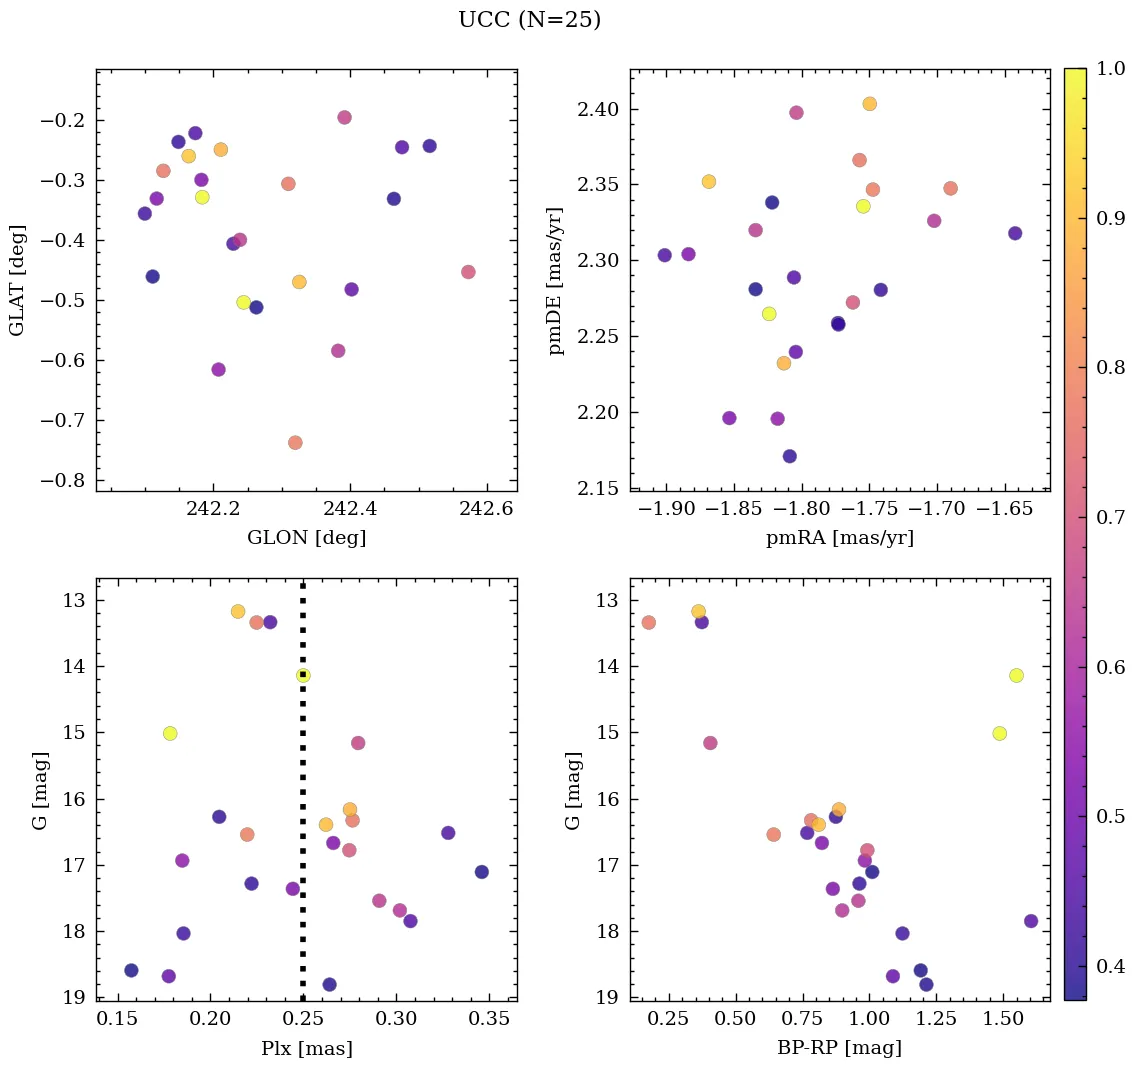 UCC (N=25)
−0.2
−0.3
−0.4
−0.5
−0.6
−0.7
−0.8
GLAT [deg]
242.2 242.4 242.6
GLON [deg]
2.40
2.35
2.30
2.25
2.20
2.15
pmDE [mas/yr]
−1.90 −1.85 −1.80 −1.75 −1.70 −1.65
pmRA [mas/yr]
13
14
15
16
17
18
19
G [mag]
0.15 0.20 0.25 0.30 0.35
Plx [mas]
13
14
15
16
17
18
19
G [mag]
0.25 0.50 0.75 1.00 1.25 1.50
BP-RP [mag]
1.0
0.9
0.8
0.7
0.6
0.5
0.4